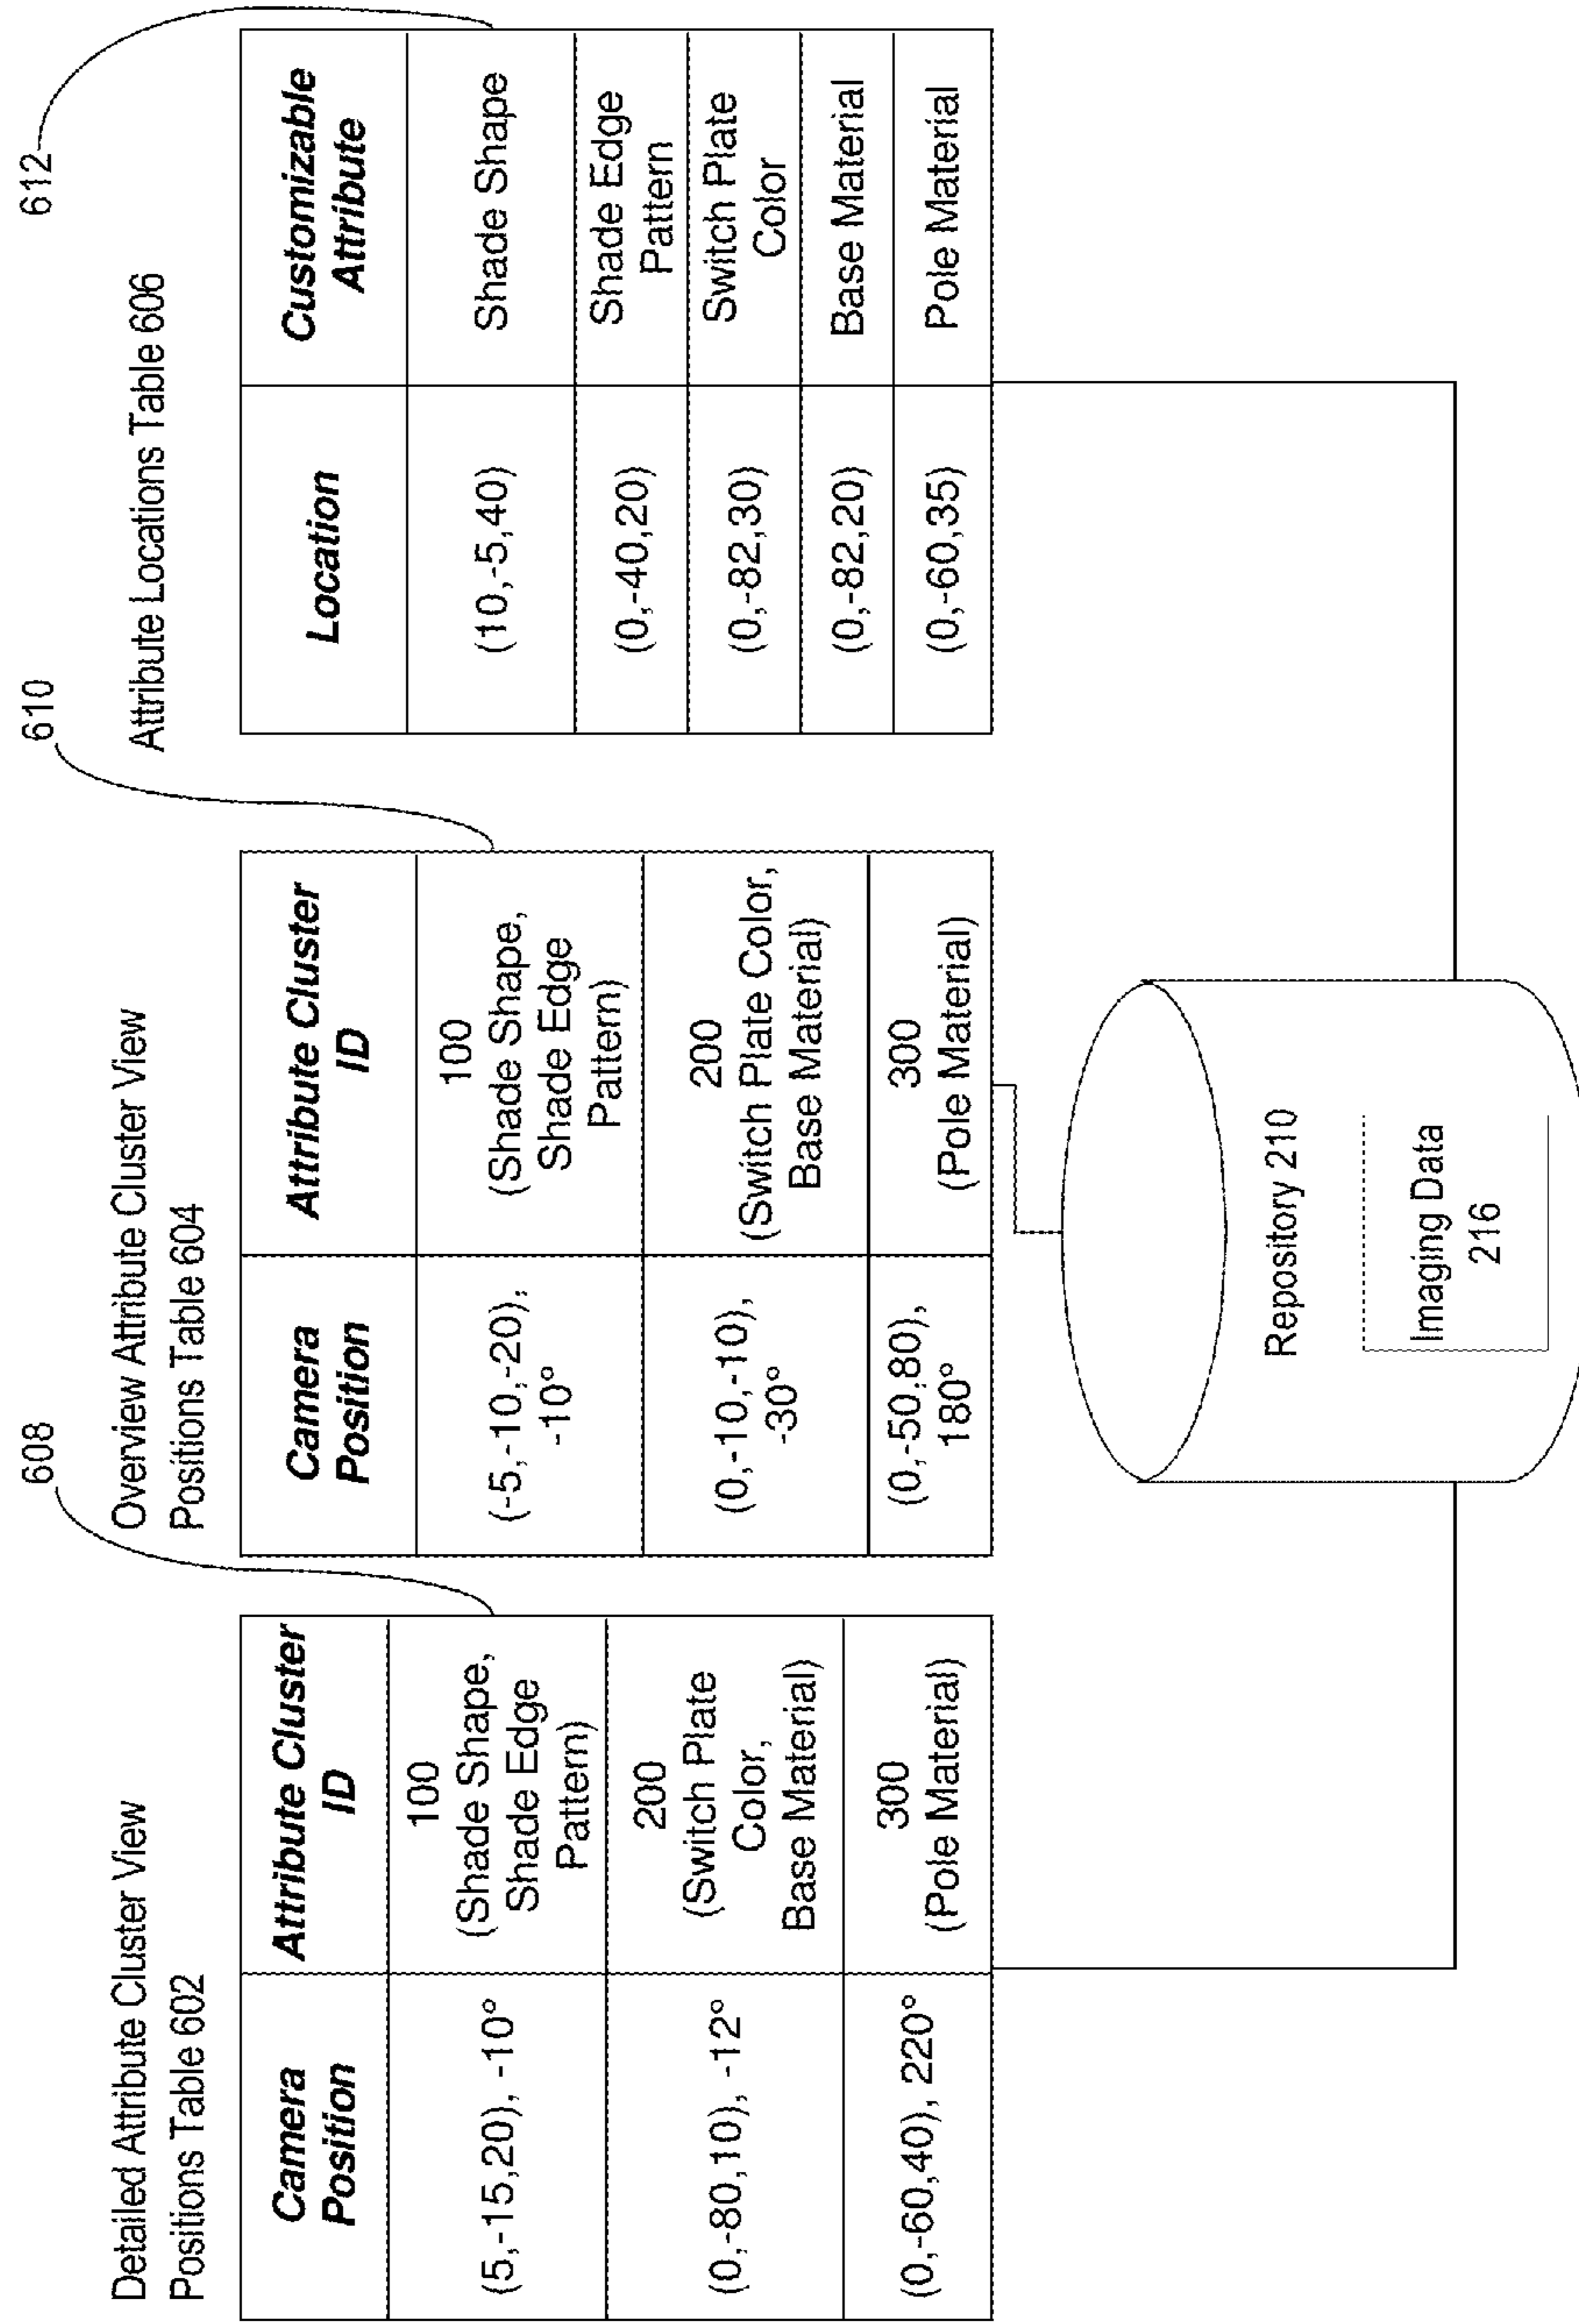 608
610
612
Detailed Attribute Cluster View
Positions Table 602
Camera
Position
Attribute Cluster
ID
(5,-15,20), -10°
100
(Shade Shape,
Shade Edge
Pattern)
(0,-80,10), -12°
200
(Switch Plate
Color,
Base Material)
(0,-60,40), 220°
300
(Pole Material)
Overview Attribute Cluster View
Positions Table 604
Camera
Position
Attribute Cluster
ID
(-5,-10,-20),
-10°
100
(Shade Shape,
Shade Edge
Pattern)
(0,-10,-10),
-30°
200
(Switch Plate Color,
Base Material)
(0,-50,80),
180°
300
(Pole Material)
Attribute Locations Table 606
Location
Customizable
Attribute
(10,-5,40)
Shade Shape
(0,-40,20)
Shade Edge
Pattern
(0,-82,30)
Switch Plate
Color
(0,-82,20)
Base Material
(0,-60,35)
Pole Material
Repository 210
Imaging Data
216